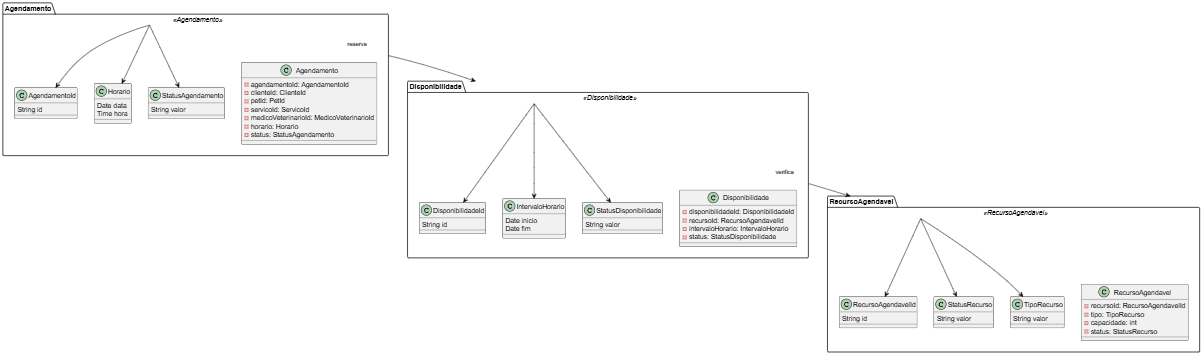 Agendamento
«Agendamento»
reserva
C AgendamentoId
String id
C Horario
Date data
Time hora
C StatusAgendamento
String valor
C Agendamento
agendamentoId: AgendamentoId
clienteId: ClienteId
petId: PetId
servicoId: ServicoId
medicoVeterinarioId: MedicoVeterinarioId
horario: Horario
status: StatusAgendamento
Disponibilidade
«Disponibilidade»
verifica
C DisponibilidadeId
String id
C IntervaloHorario
Date inicio
Date fim
C StatusDisponibilidade
String valor
C Disponibilidade
disponibilidadeId: DisponibilidadeId
recursoId: RecursoAgendavelId
intervaloHorario: IntervaloHorario
status: StatusDisponibilidade
RecursoAgendavel
«RecursoAgendavel»
C RecursoAgendavelId
String id
C StatusRecurso
String valor
C TipoRecurso
String valor
C RecursoAgendavel
recursoId: RecursoAgendavelId
tipo: TipoRecurso
capacidade: int
status: StatusRecurso